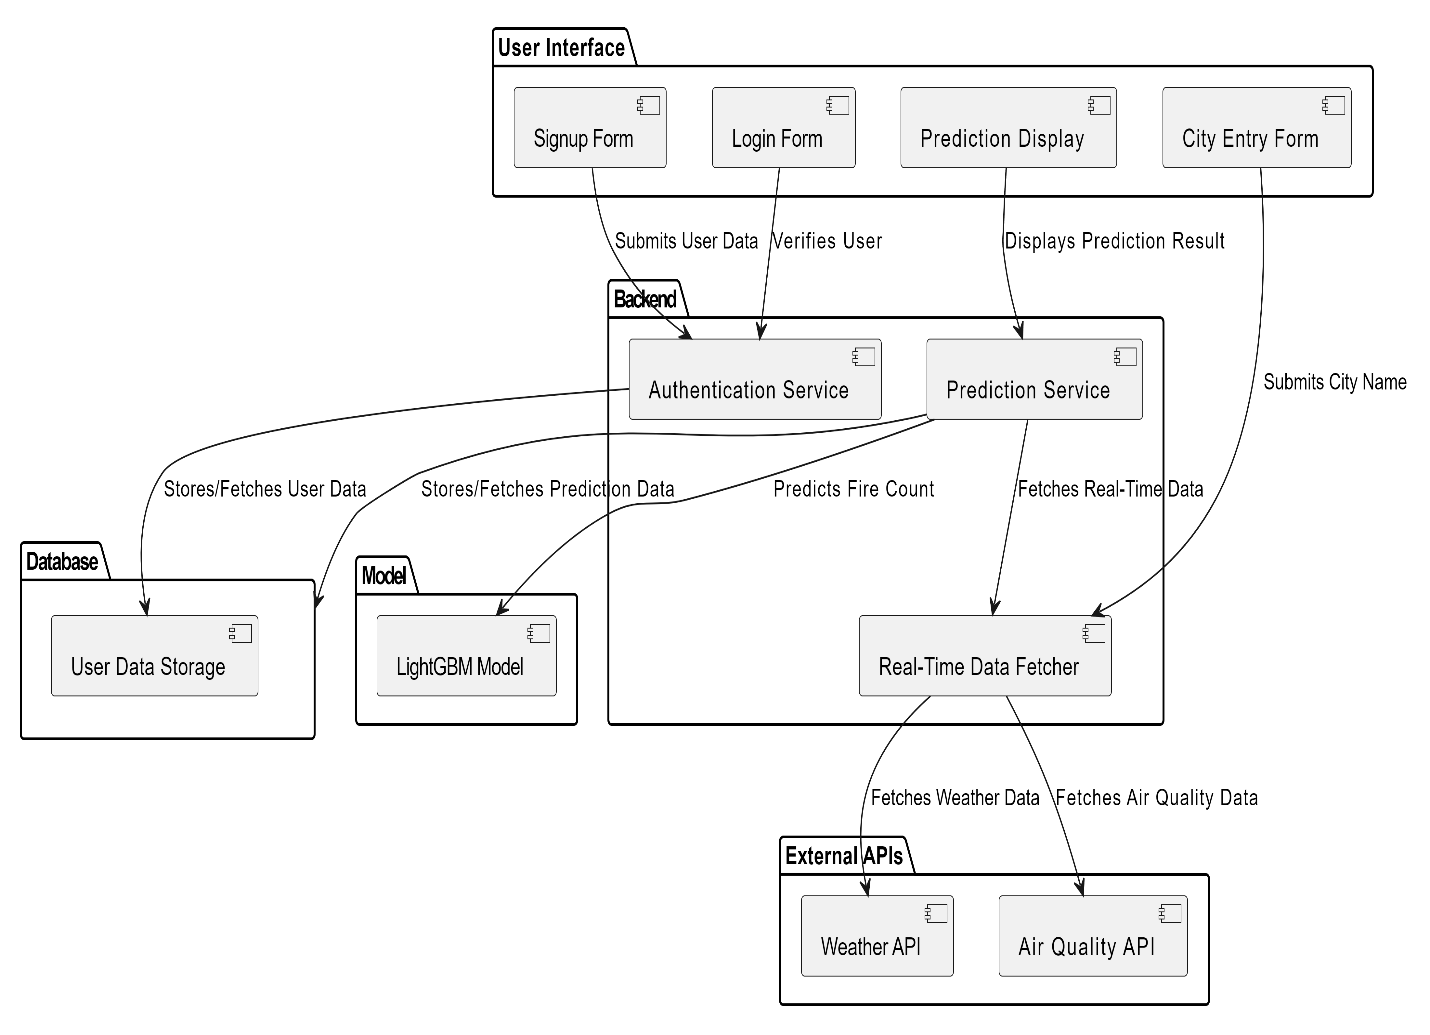 User Interface
Signup Form
Login Form
Prediction Display
City Entry Form
Submits User Data
Verifies User
Displays Prediction Result
Backend
Authentication Service
Prediction Service
Submits City Name
Stores/Fetches User Data
Stores/Fetches Prediction Data
Predicts Fire Count
Fetches Real-Time Data
Database
Model
User Data Storage
LightGBM Model
Real-Time Data Fetcher
Fetches Weather Data
Fetches Air Quality Data
External APIs
Weather API
Air Quality API